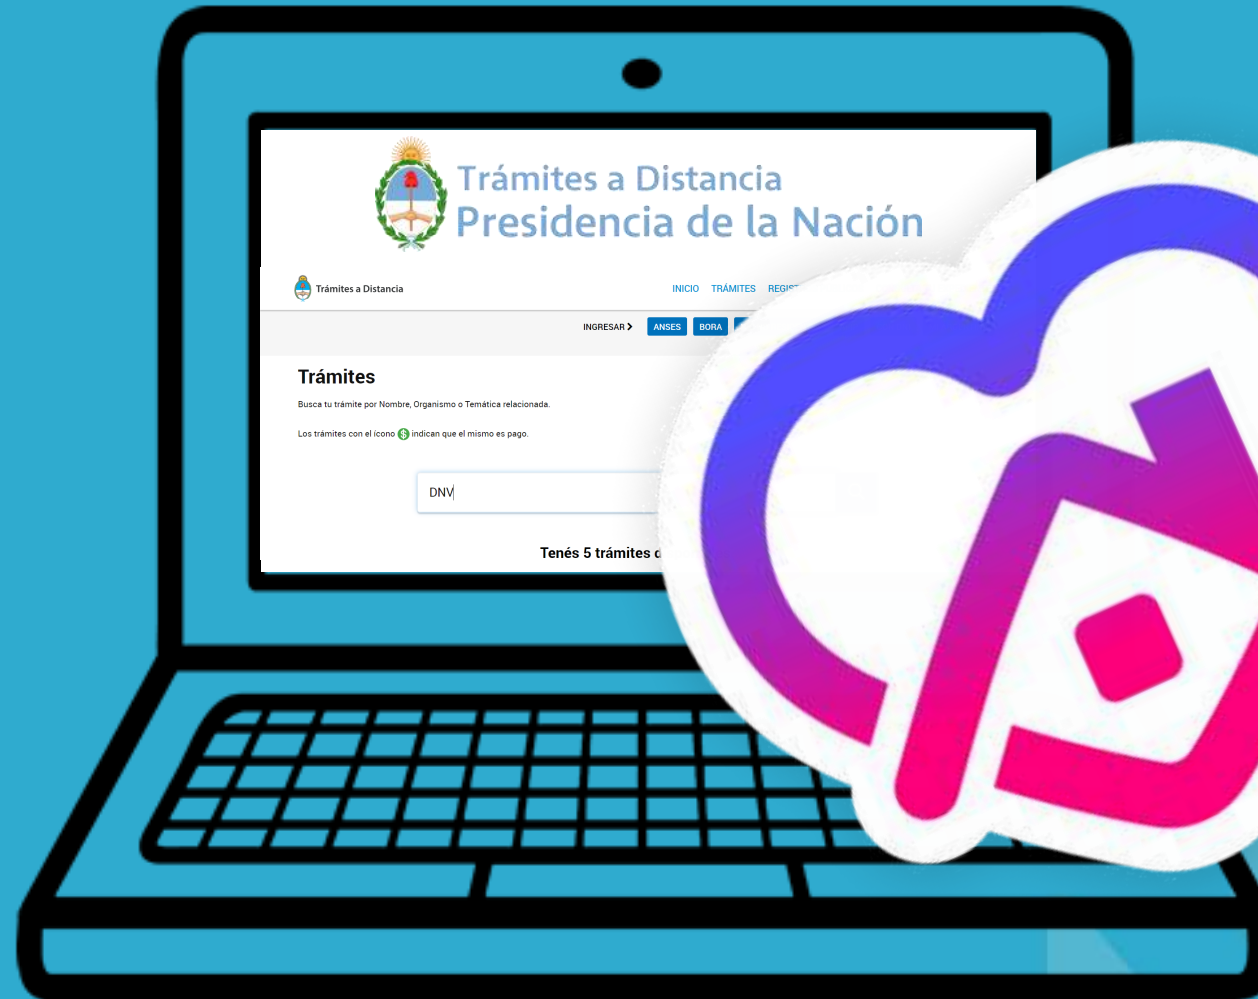 Trámites a Distancia
Presidencia de la Nación
Trámites a Distancia
INICIO TRÁMITES
INGRESAR ANSES BORA
Trámites
Busca tu trámite por Nombre, Organismo o Temática relacionada.
Los trámites con el ícono $ indican que el mismo es pago.
DNV
Tenés 5 trámites